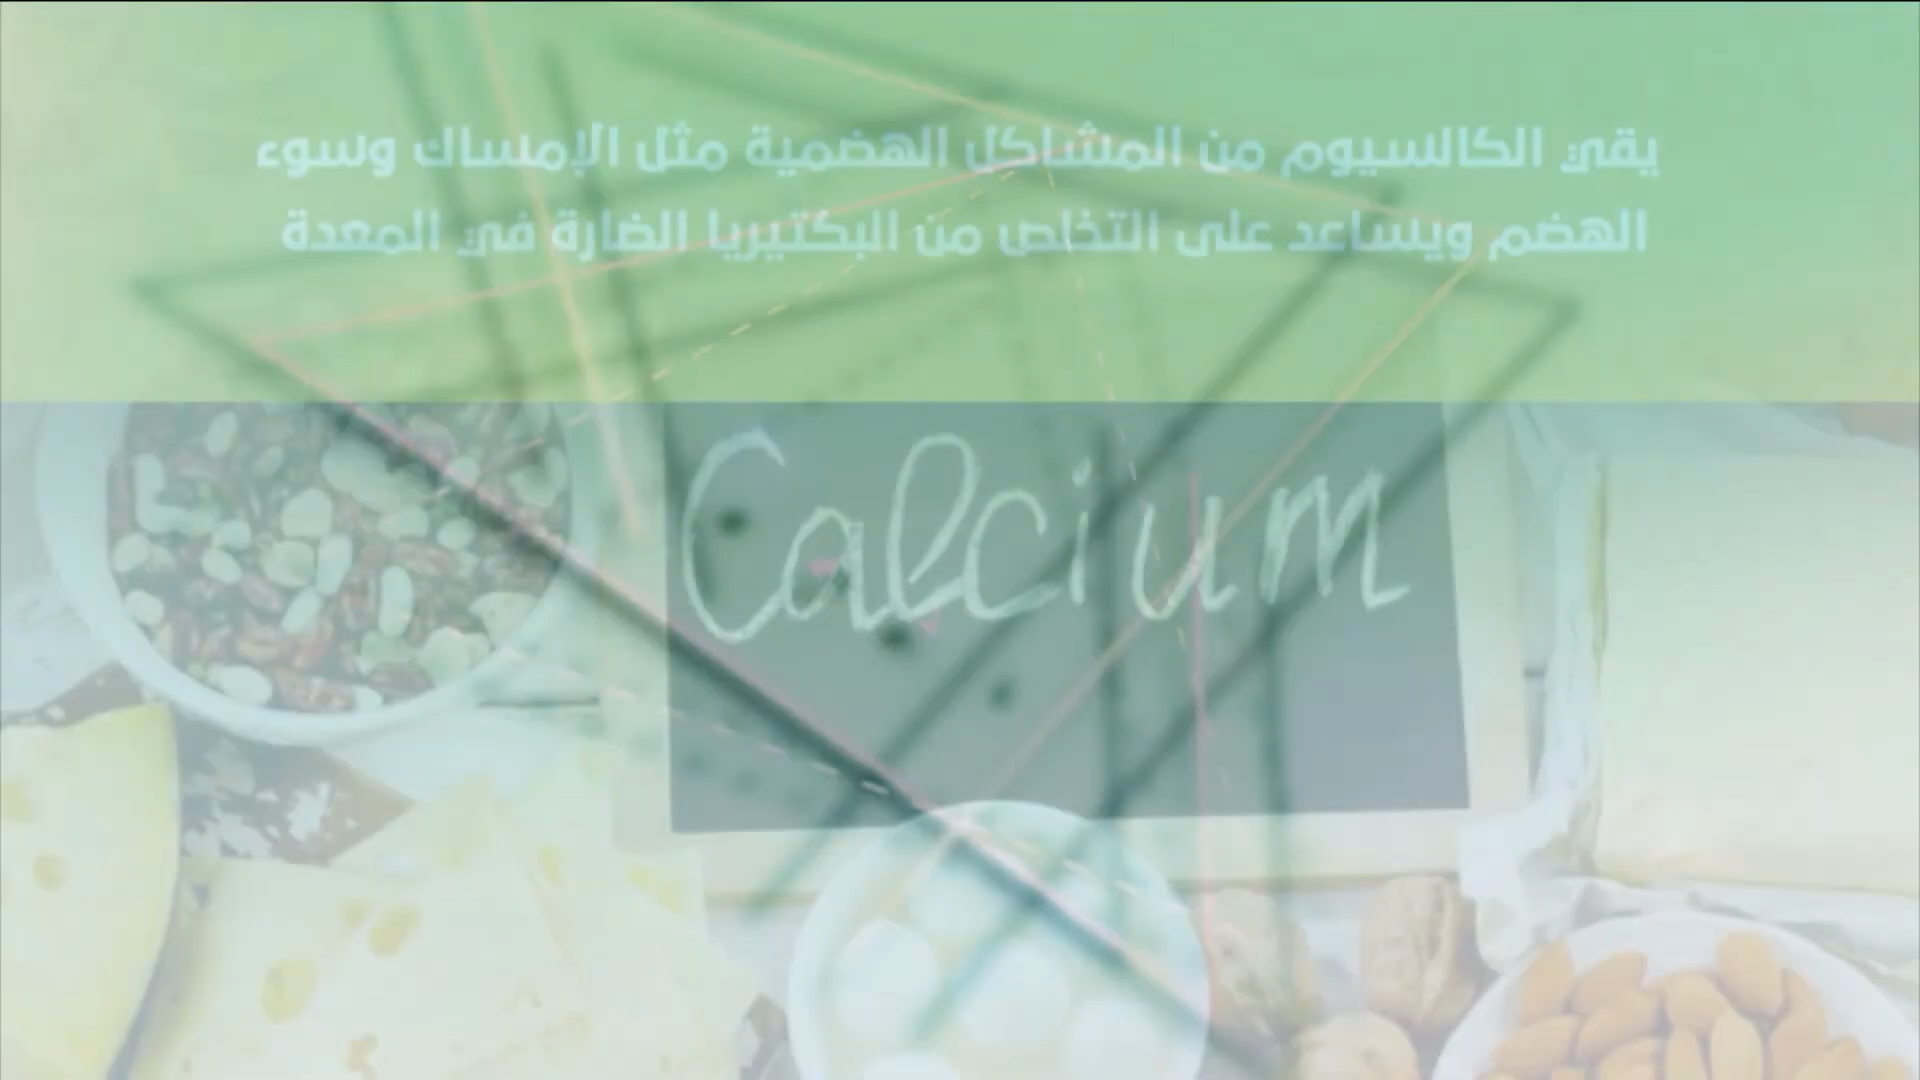 يقي الكالسيوم من المشاكل الهضمية مثل الإمساك وسوء
الهضم ويساعد على التخلص من البكتيريا الضارة في المعدة
Calcium